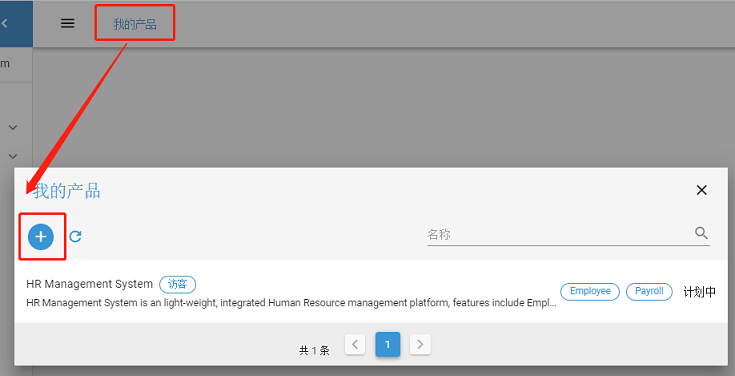 我的产品
m
我的产品
名称
HR Management System 访客
HR Management System is an light-weight, integrated Human Resource management platform, features include Empl... Employee Payroll 计划中
共 1 条 1